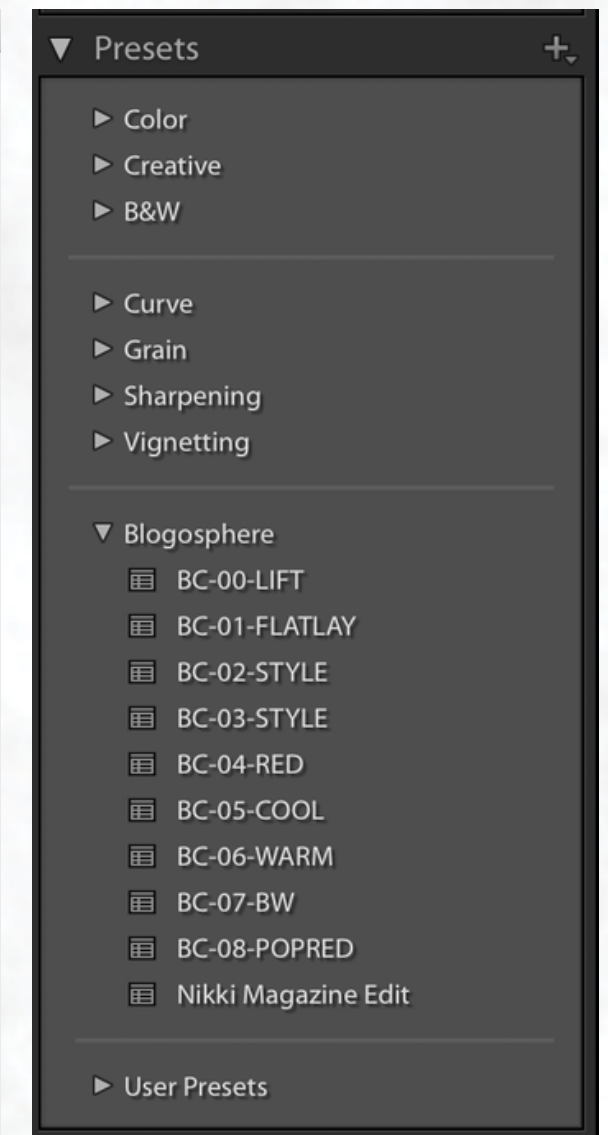 Presets
Color
Creative
B&W
Curve
Grain
Sharpening
Vignetting
Blogosphere
BC-00-LIFT
BC-01-FLATLAY
BC-02-STYLE
BC-03-STYLE
BC-04-RED
BC-05-COOL
BC-06-WARM
BC-07-BW
BC-08-POPRED
Nikki Magazine Edit
User Presets